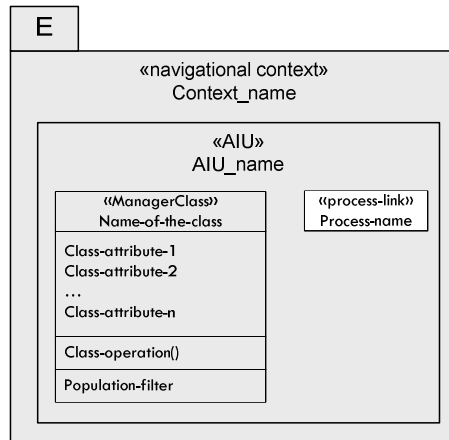 E
«navigational context»
Context_name
«AIU»
AIU_name
«ManagerClass»
Name-of-the-class
Class-attribute-1
Class-attribute-2
...
Class-attribute-n
Class-operation()
Population-filter
«process-link»
Process-name